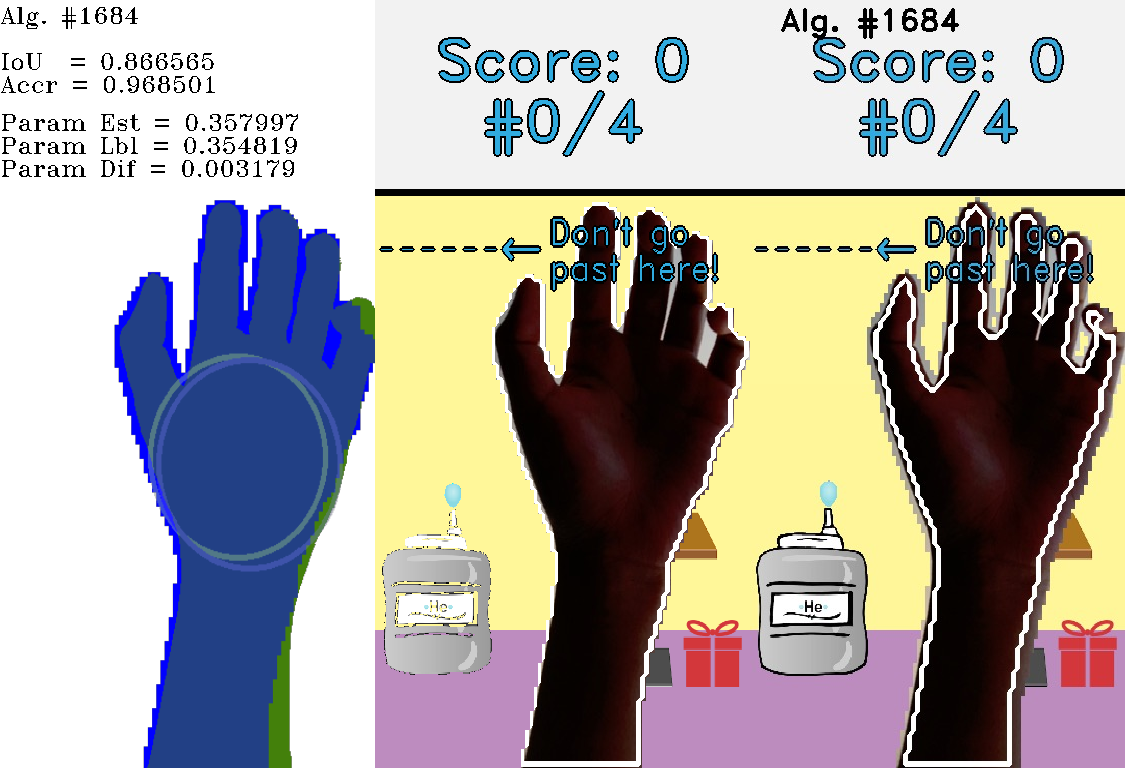 Alg. #1684
IoU = 0.866565
Accr = 0.968501
Param Est = 0.357997
Param Lbl = 0.354819
Param Dif = 0.003179
Score: 0
#0/4
Don't go
past here!
He
Alg. #1684
Score: 0
#0/4
Don't go
past here!
He